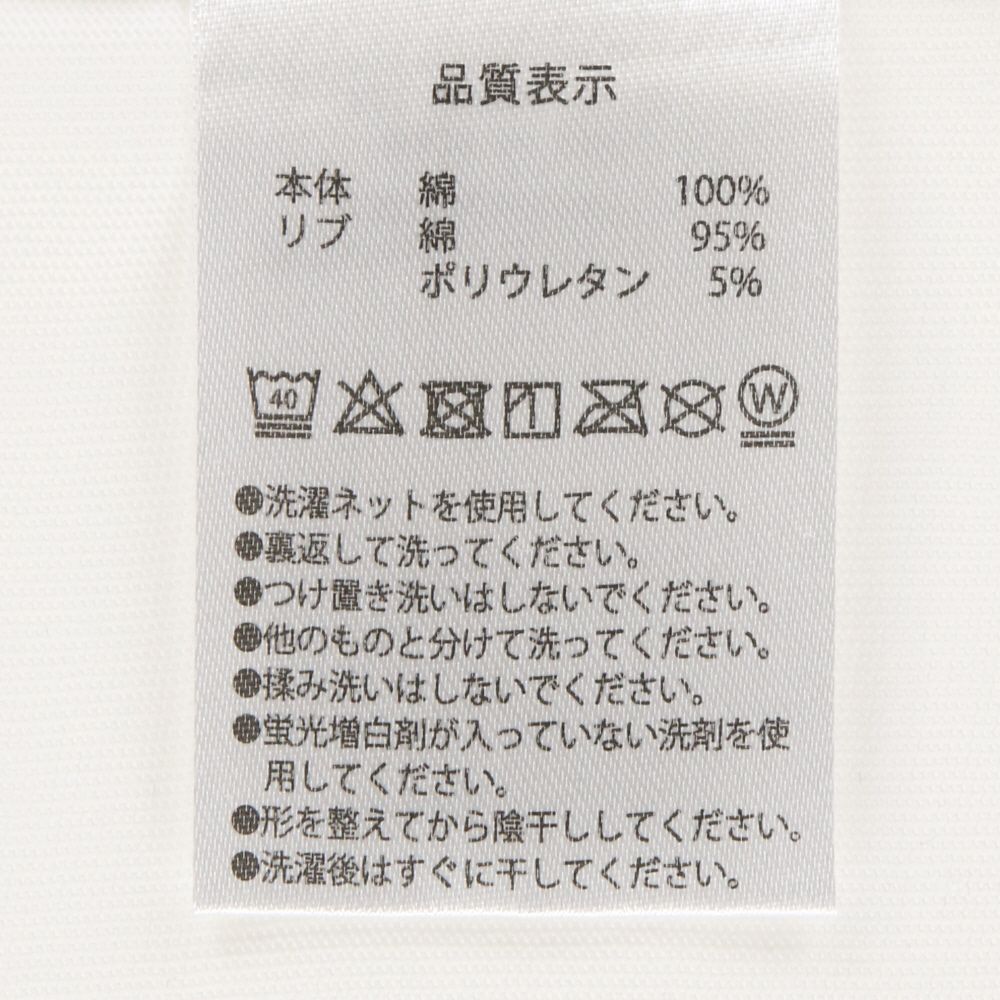 品質表示
本体 綿 100%
リブ 綿 95%
ポリウレタン 5%
40 W
●洗濯ネットを使用してください。
●裏返して洗ってください。
●つけ置き洗いはしないでください。
●他のものと分けて洗ってください。
●揉み洗いはしないでください。
●蛍光増白剤が入っていない洗剤を使
用してください。
●形を整えてから陰干ししてください。
●洗濯後はすぐに干してください。